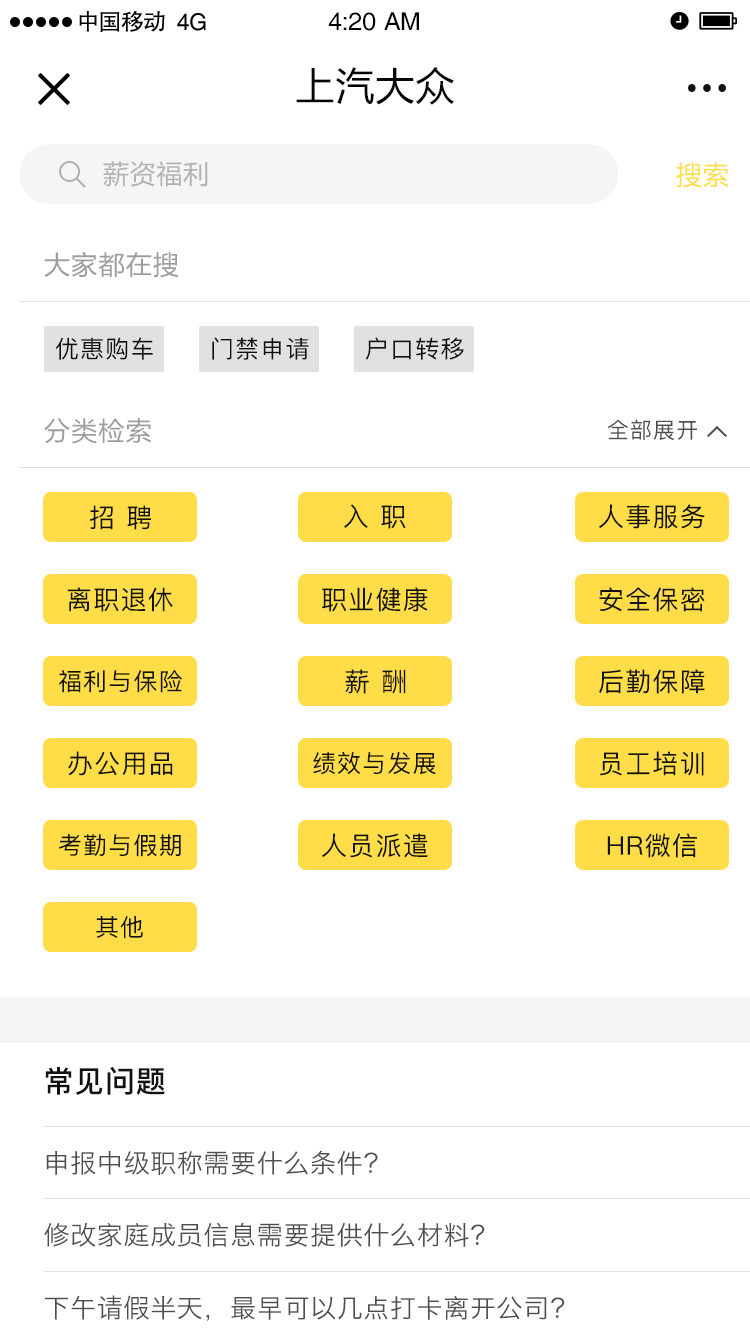 中国移动 4G 4:20 AM
上汽大众
薪资福利 搜索
大家都在搜
优惠购车 门禁申请 户口转移
分类检索 全部展开
招 聘 入 职 人事服务
离职退休 职业健康 安全保密
福利与保险 薪 酬 后勤保障
办公用品 绩效与发展 员工培训
考勤与假期 人员派遣 HR微信
其他
常见问题
申报中级职称需要什么条件?
修改家庭成员信息需要提供什么材料?
下午请假半天，最早可以几点打卡离开公司?